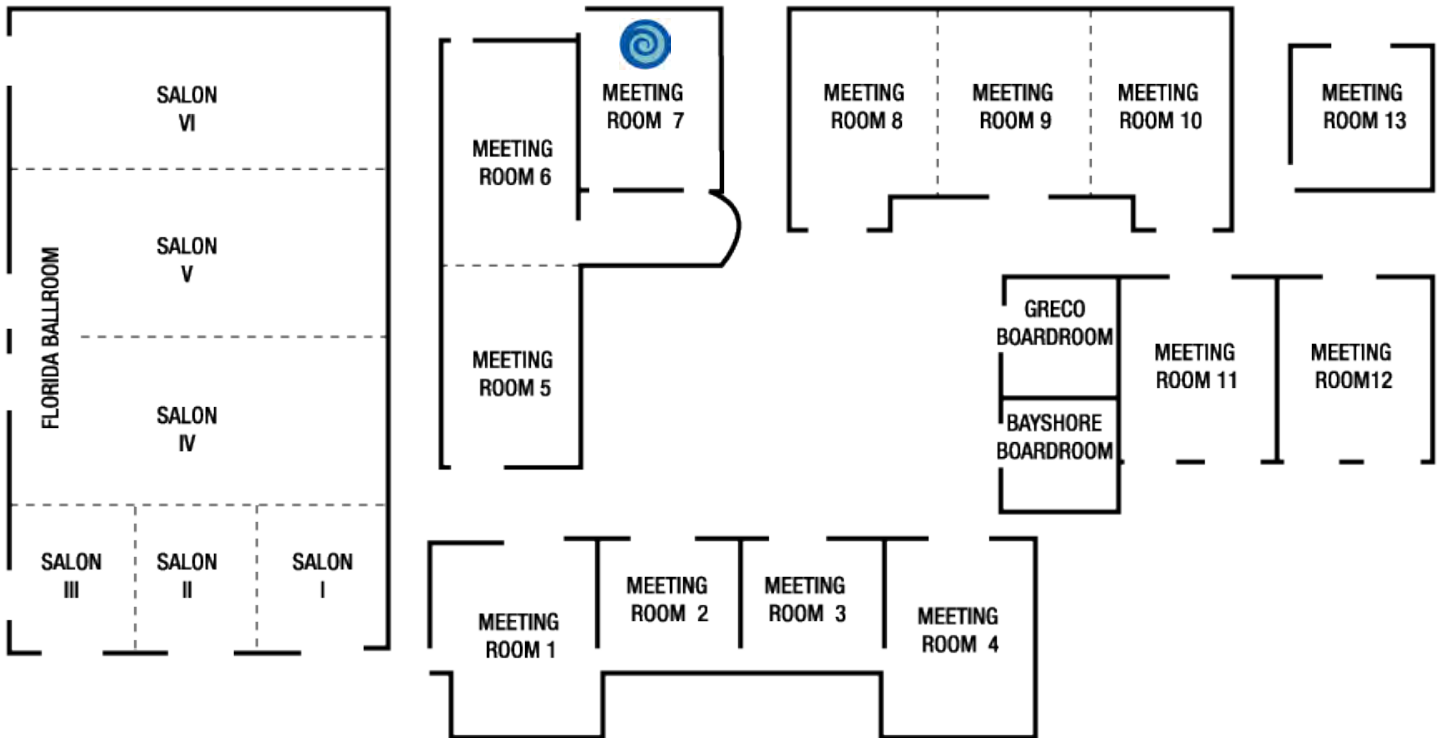 SALON
VI
SALON
V
FLORIDA BALLROOM
SALON
IV
SALON
III
SALON
II
SALON
I
MEETING
ROOM 7
MEETING
ROOM 6
MEETING
ROOM 5
MEETING
ROOM 8
MEETING
ROOM 9
MEETING
ROOM 10
MEETING
ROOM 13
GRECO
BOARDROOM
BAYSHORE
BOARDROOM
MEETING
ROOM 11
MEETING
ROOM12
MEETING
ROOM 1
MEETING
ROOM 2
MEETING
ROOM 3
MEETING
ROOM 4